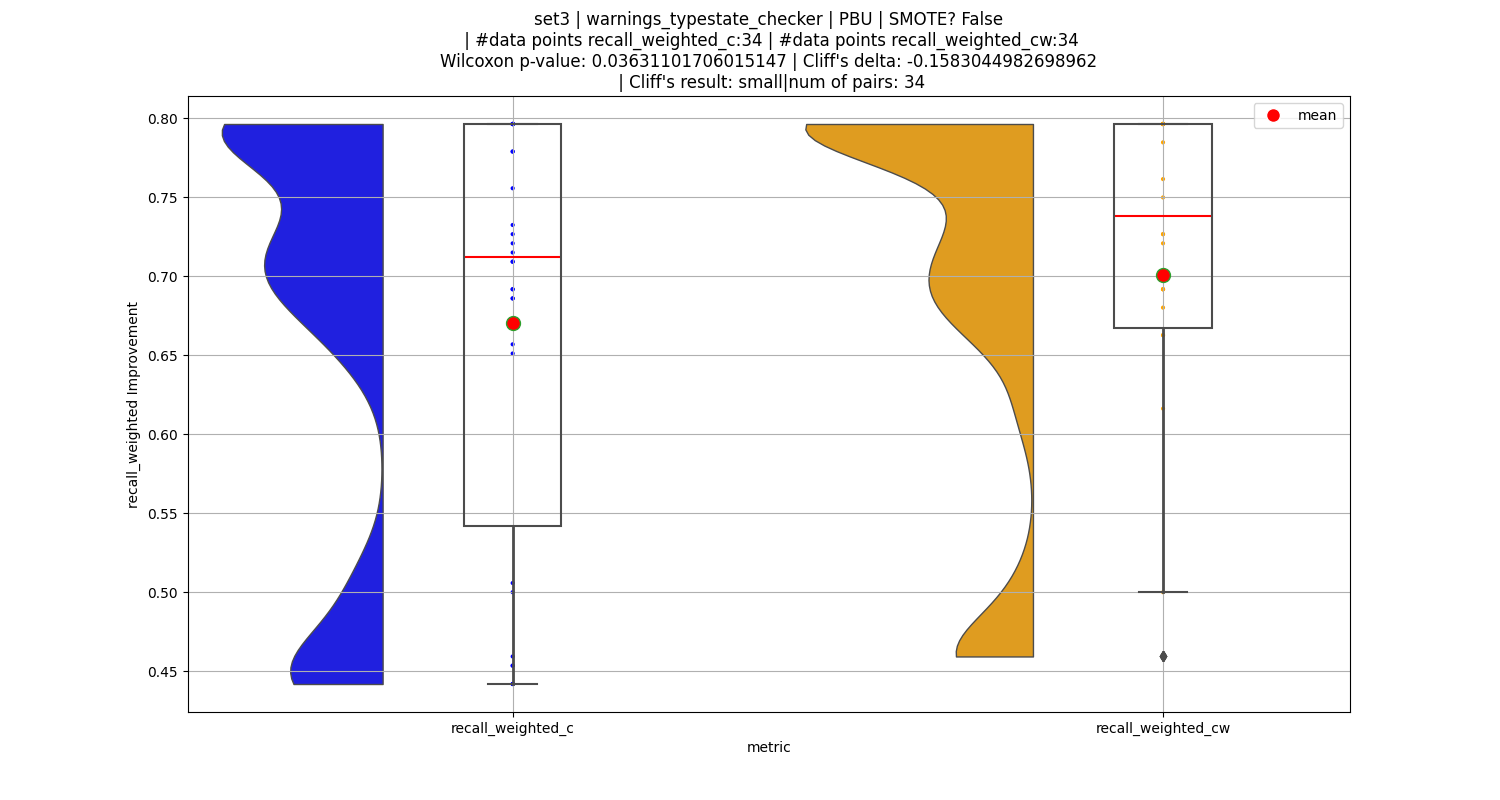 set3 | warnings_typestate_checker | PBU | SMOTE? False
| #data points recall_weighted_c:34 | #data points recall_weighted_cw:34
Wilcoxon p-value: 0.03631101706015147 | Cliff's delta: -0.1583044982698962
| Cliff's result: small|num of pairs: 34
mean
0.80
0.75
0.70
0.65
0.60
0.55
0.50
0.45
recall_weighted Improvement
recall_weighted_c
recall_weighted_cw
metric